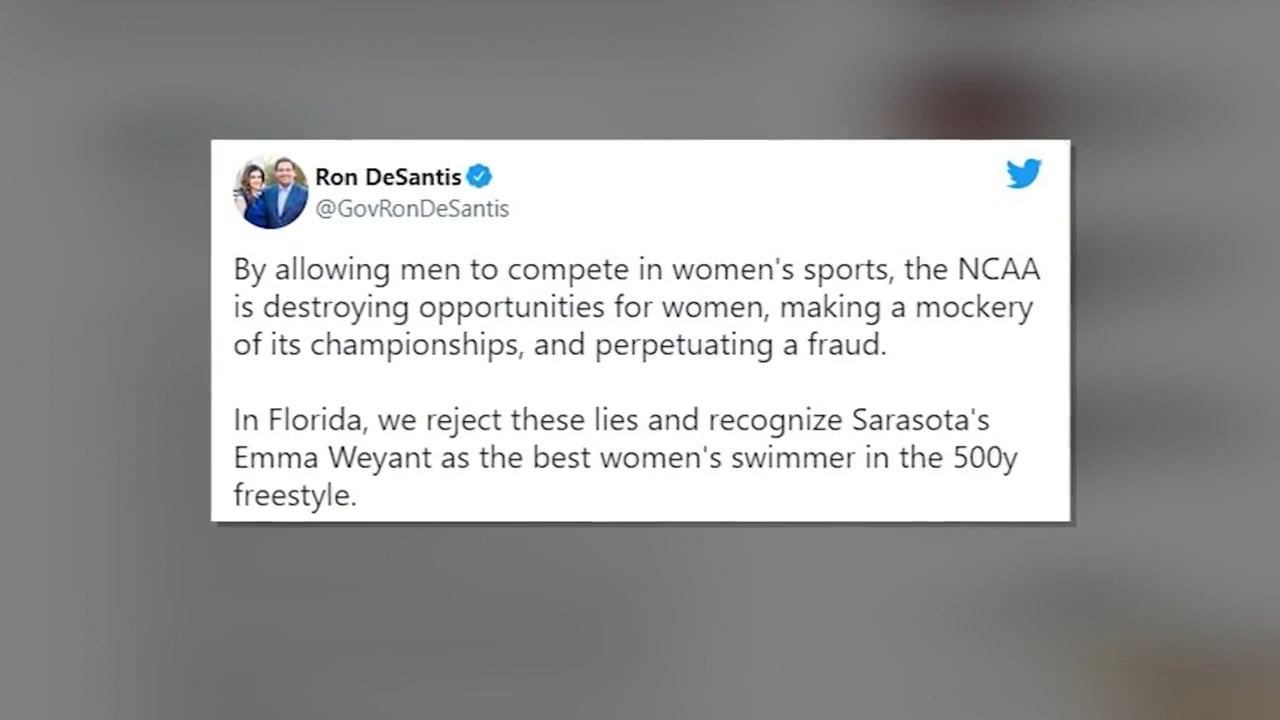 Ron DeSantis
@GovRonDeSantis
By allowing men to compete in women's sports, the NCAA
is destroying opportunities for women, making a mockery
of its championships, and perpetuating a fraud.
In Florida, we reject these lies and recognize Sarasota's
Emma Weyant as the best women's swimmer in the 500y
freestyle.